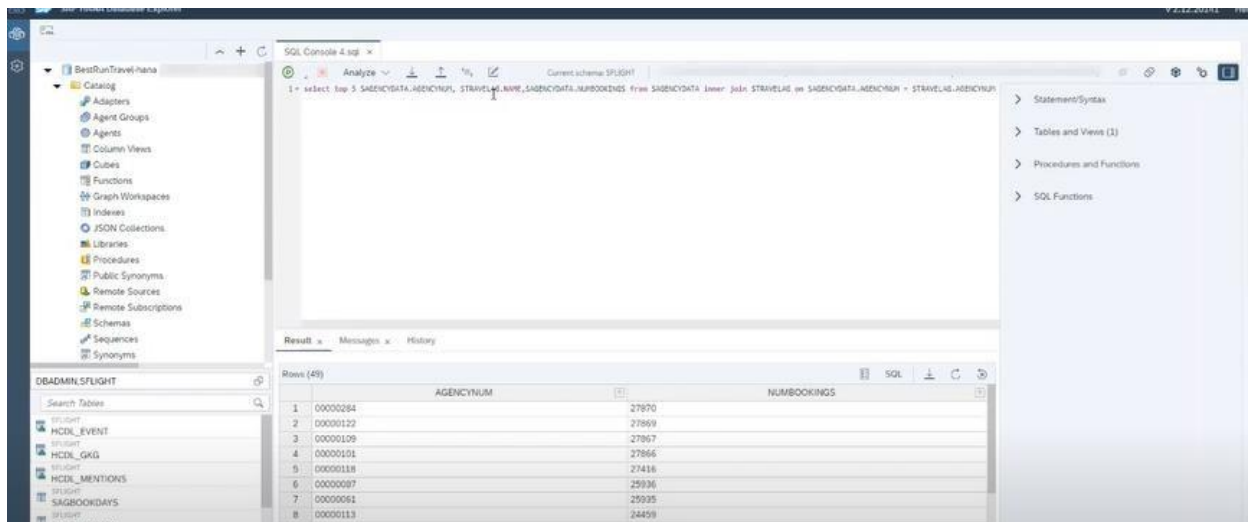 SAP HANA Database Explorer
V 2.12.20141
SQL Console 4.sql ×
BestRunTravel-hana
Analyze
Current schema: SFLIGHT
Catalog
1 select top 5 SAGENCYDATA.AGENCYNUM, STRAVELAG.NAME,SAGENCYDATA.NUMBOOKINGS from SAGENCYDATA inner join STRAVELAG on SAGENCYDATA.AGENCYNUM = STRAVELAG.AGENCYNUM
Statement/Syntax
Adapters
Agent Groups
Agents
Tables and Views (1)
Column Views
Cubes
Procedures and Functions
Functions
Graph Workspaces
SQL Functions
Indexes
JSON Collections
Libraries
Procedures
Public Synonyms
Remote Sources
Remote Subscriptions
Schemas
Sequences
Synonyms
Result × Messages × History
Rows (49)
SQL
DBADMIN.SFLIGHT
Search Tables
AGENCYNUM NUMBOOKINGS
1 00000284 27970
2 00000122 27869
3 00000109 27867
4 00000101 27866
5 00000118 27416
6 00000087 25936
7 00000061 25935
8 00000113 24459
SFLIGHT
HCDL_EVENT
SFLIGHT
HCDL_GKG
SFLIGHT
HCDL_MENTIONS
SFLIGHT
SAGBOOKDAYS
SFLIGHT